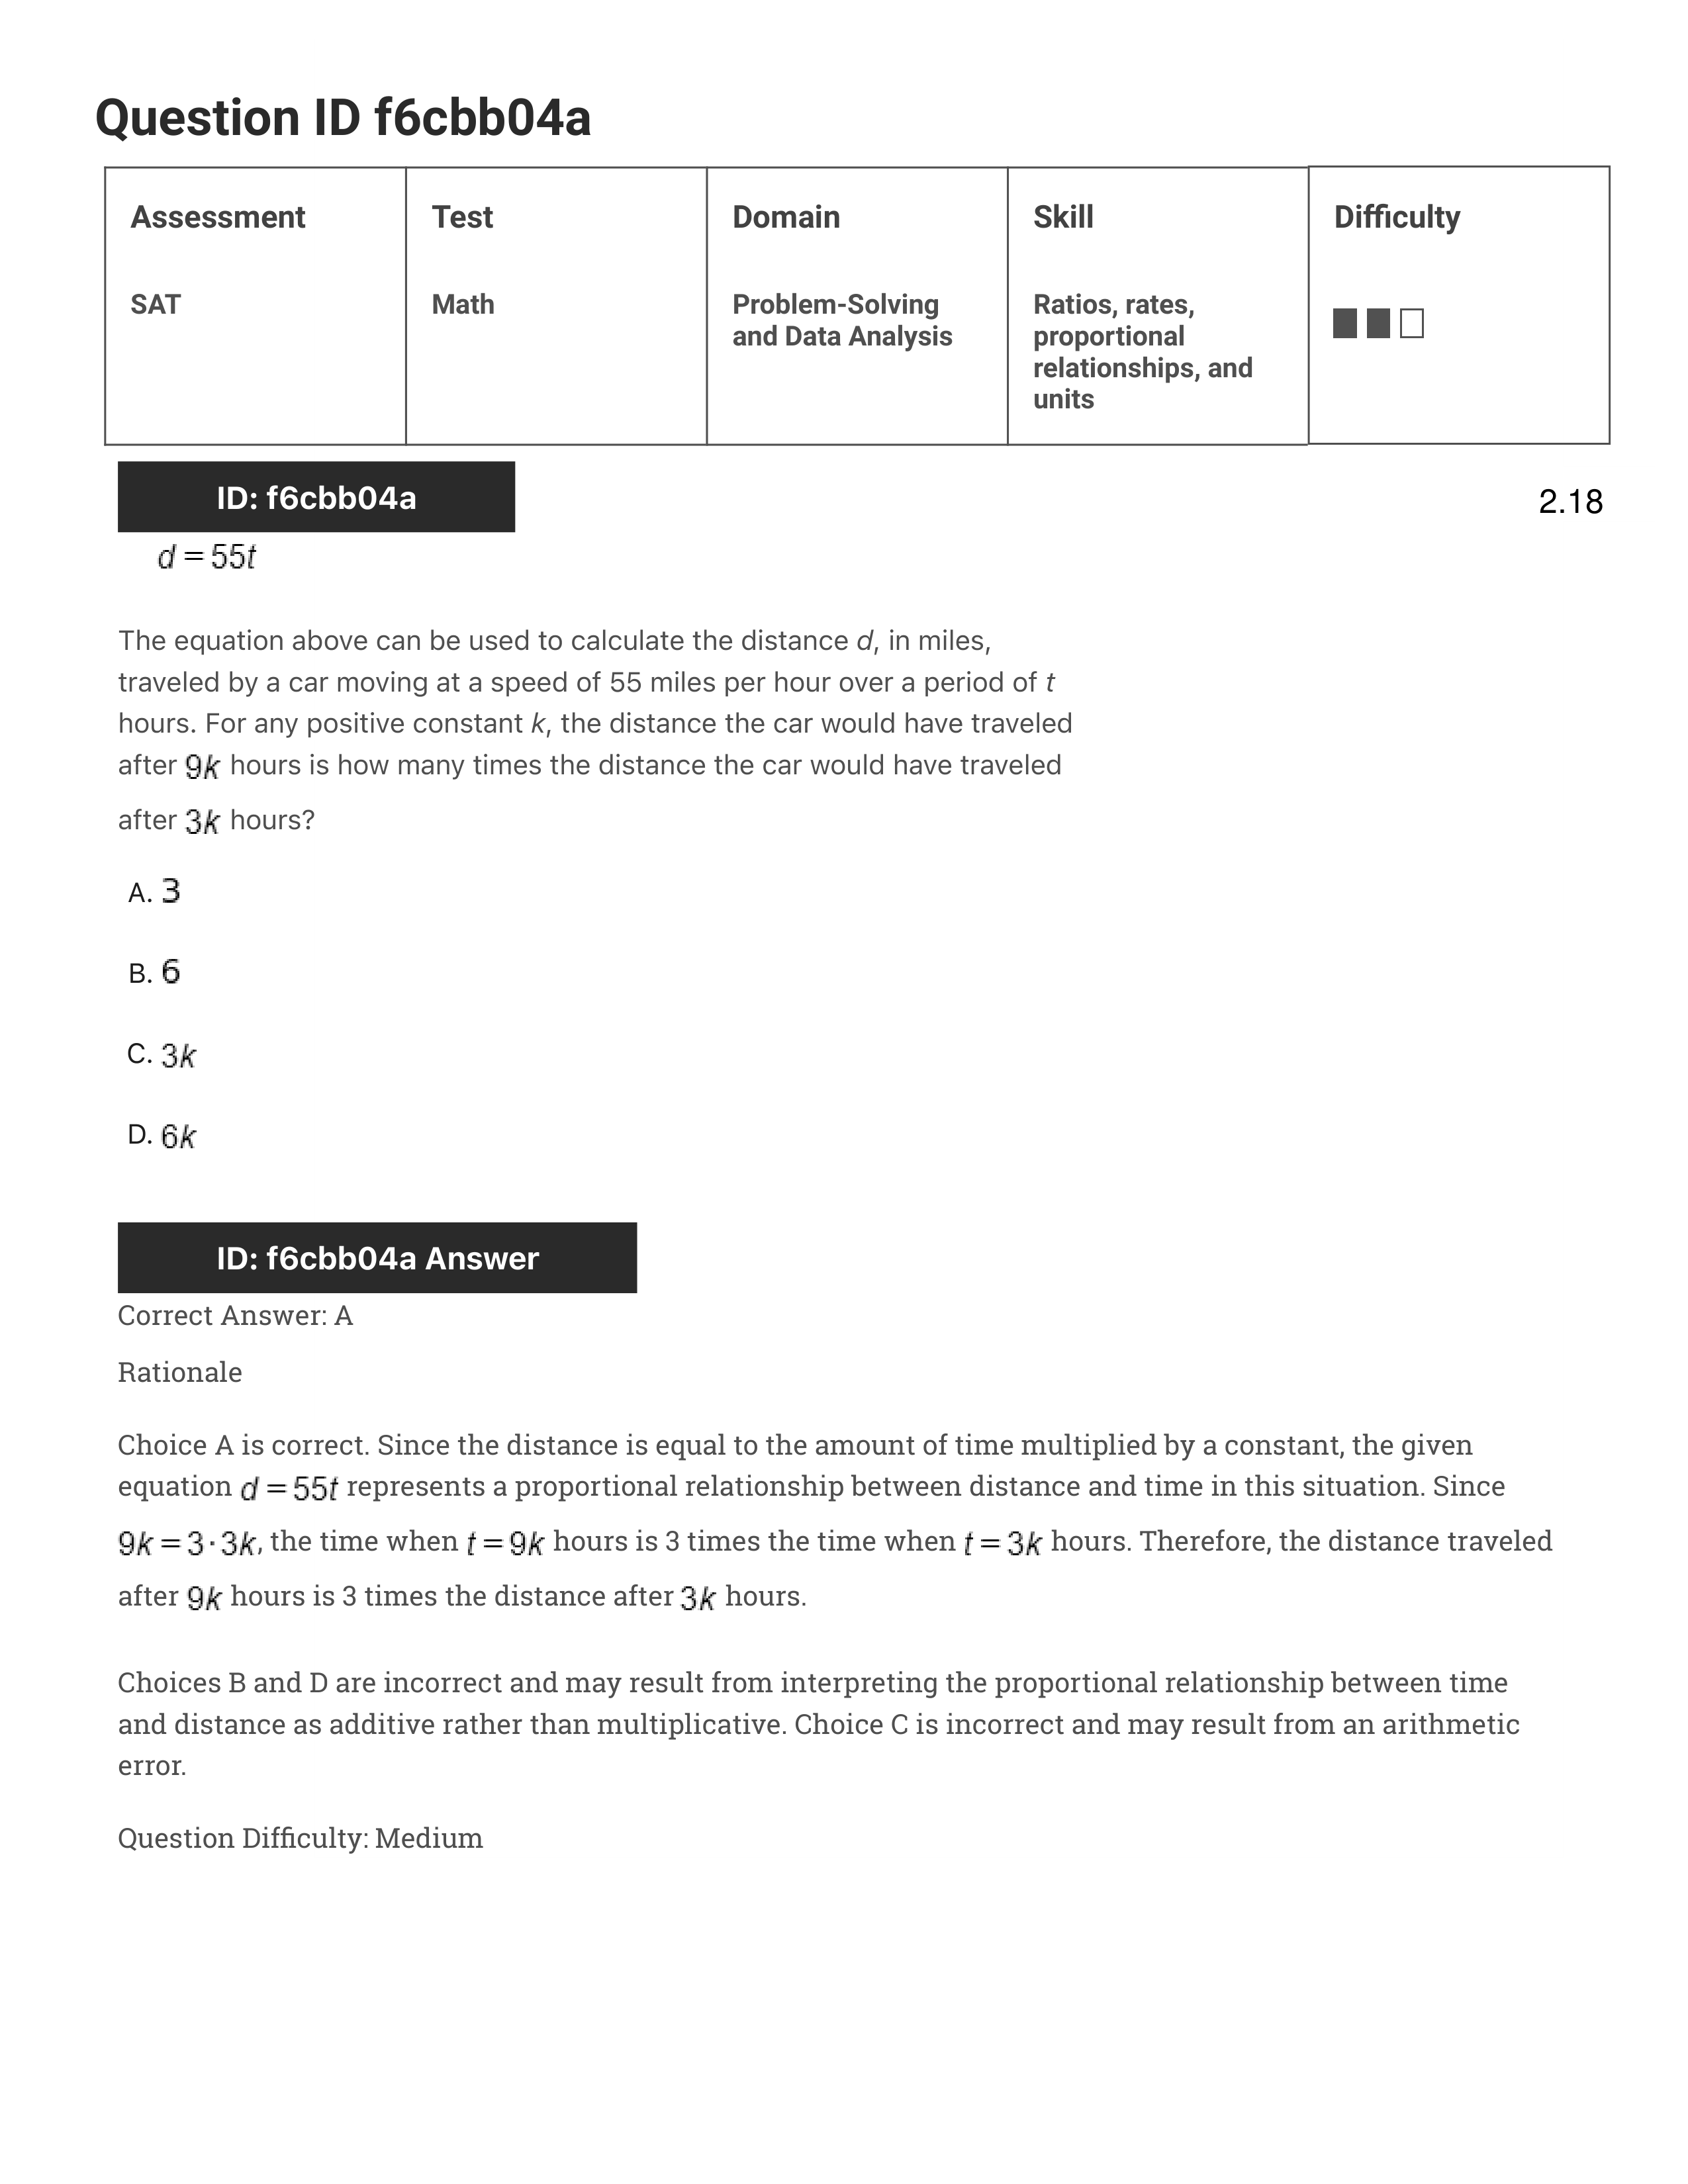 Question ID f6cbb04a
Assessment Test Domain Skill Difficulty
SAT Math Problem-Solving and Data Analysis Ratios, rates, proportional relationships, and units
ID: f6cbb04a
2.18
d = 55t
The equation above can be used to calculate the distance d, in miles,
traveled by a car moving at a speed of 55 miles per hour over a period of t
hours. For any positive constant k, the distance the car would have traveled
after 9k hours is how many times the distance the car would have traveled
after 3k hours?
A. 3
B. 6
C. 3k
D. 6k
ID: f6cbb04a Answer
Correct Answer: A
Rationale
Choice A is correct. Since the distance is equal to the amount of time multiplied by a constant, the given
equation d = 55t represents a proportional relationship between distance and time in this situation. Since
9k = 3 · 3k, the time when t = 9k hours is 3 times the time when t = 3k hours. Therefore, the distance traveled
after 9k hours is 3 times the distance after 3k hours.
Choices B and D are incorrect and may result from interpreting the proportional relationship between time
and distance as additive rather than multiplicative. Choice C is incorrect and may result from an arithmetic
error.
Question Difficulty: Medium